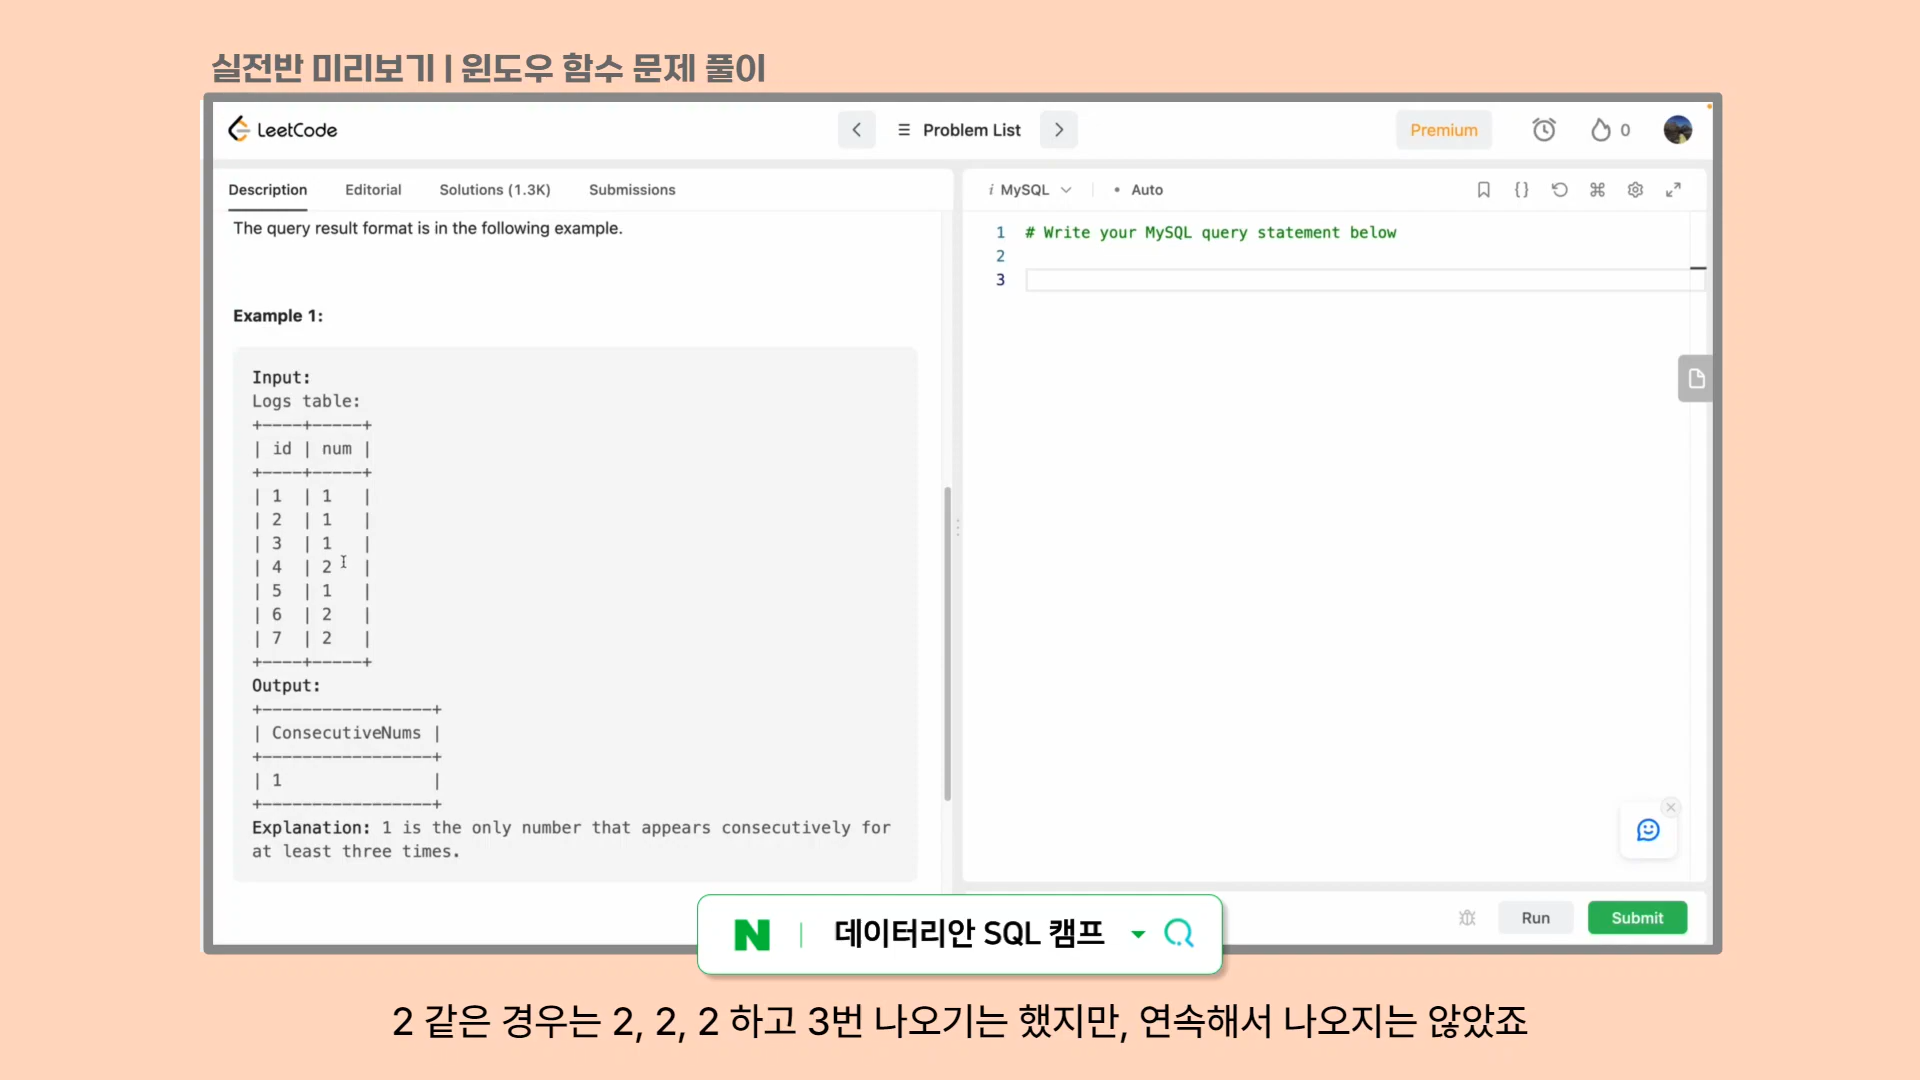 실전반 미리보기 | 윈도우 함수 문제 풀이
LeetCode
Problem List
Premium
0
Description Editorial Solutions (1.3K) Submissions
The query result format is in the following example.
Example 1:
Input:
Logs table:
+----+-----+
| id | num |
+----+-----+
| 1  | 1   |
| 2  | 1   |
| 3  | 1   |
| 4  | 2   |
| 5  | 1   |
| 6  | 2   |
| 7  | 2   |
+----+-----+
Output:
+-----------------+
| ConsecutiveNums |
+-----------------+
| 1               |
+-----------------+
Explanation: 1 is the only number that appears consecutively for
at least three times.
i MySQL • Auto
1 # Write your MySQL query statement below
2
3
Run Submit
N | 데이터리안 SQL 캠프
2 같은 경우는 2, 2, 2 하고 3번 나오기는 했지만, 연속해서 나오지는 않았죠